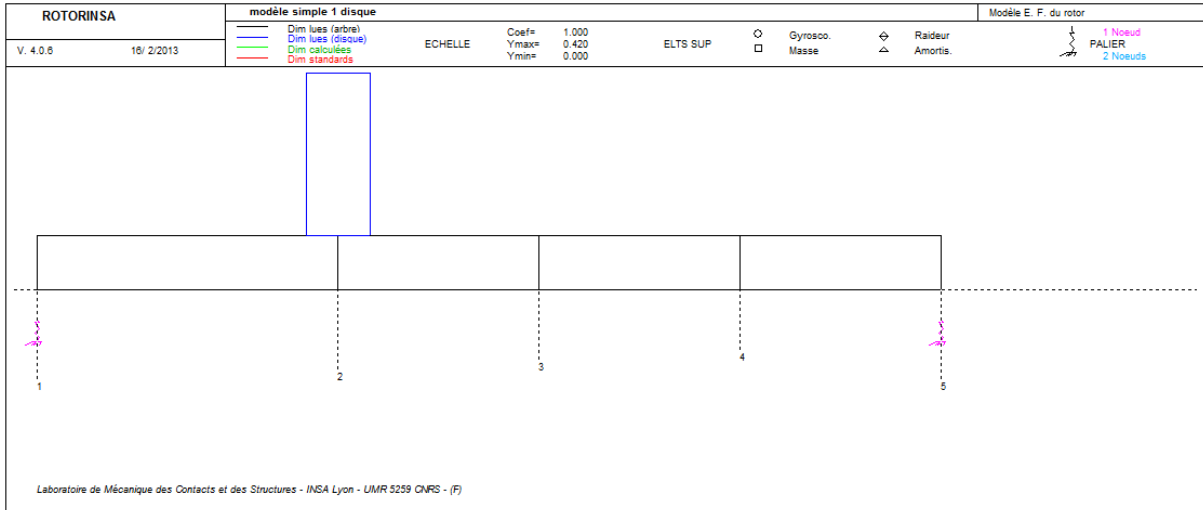 ROTORINSA
V. 4.0.6 16/ 2/2013
modèle simple 1 disque
Dim lues (arbre)
Dim lues (disque)
Dim calculées
Dim standards
ECHELLE
Coef= 1.000
Ymax= 0.420
Ymin= 0.000
ELTS SUP
Gyrosco.
Masse
Raideur
Amortis.
Modèle E. F. du rotor
1 Noeud
PALIER
2 Noeuds
1
2
3
4
5
Laboratoire de Mécanique des Contacts et des Structures - INSA Lyon - UMR 5259 CNRS - (F)